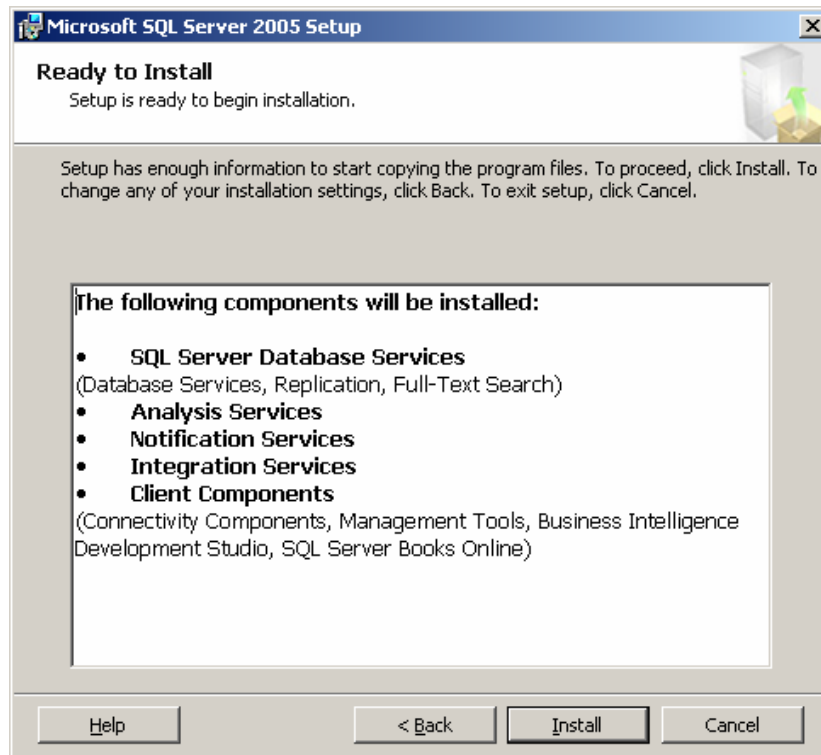 Microsoft SQL Server 2005 Setup
Ready to Install
Setup is ready to begin installation.
Setup has enough information to start copying the program files. To proceed, click Install. To
change any of your installation settings, click Back. To exit setup, click Cancel.
The following components will be installed:
• SQL Server Database Services
(Database Services, Replication, Full-Text Search)
• Analysis Services
• Notification Services
• Integration Services
• Client Components
(Connectivity Components, Management Tools, Business Intelligence
Development Studio, SQL Server Books Online)
Help < Back Install Cancel